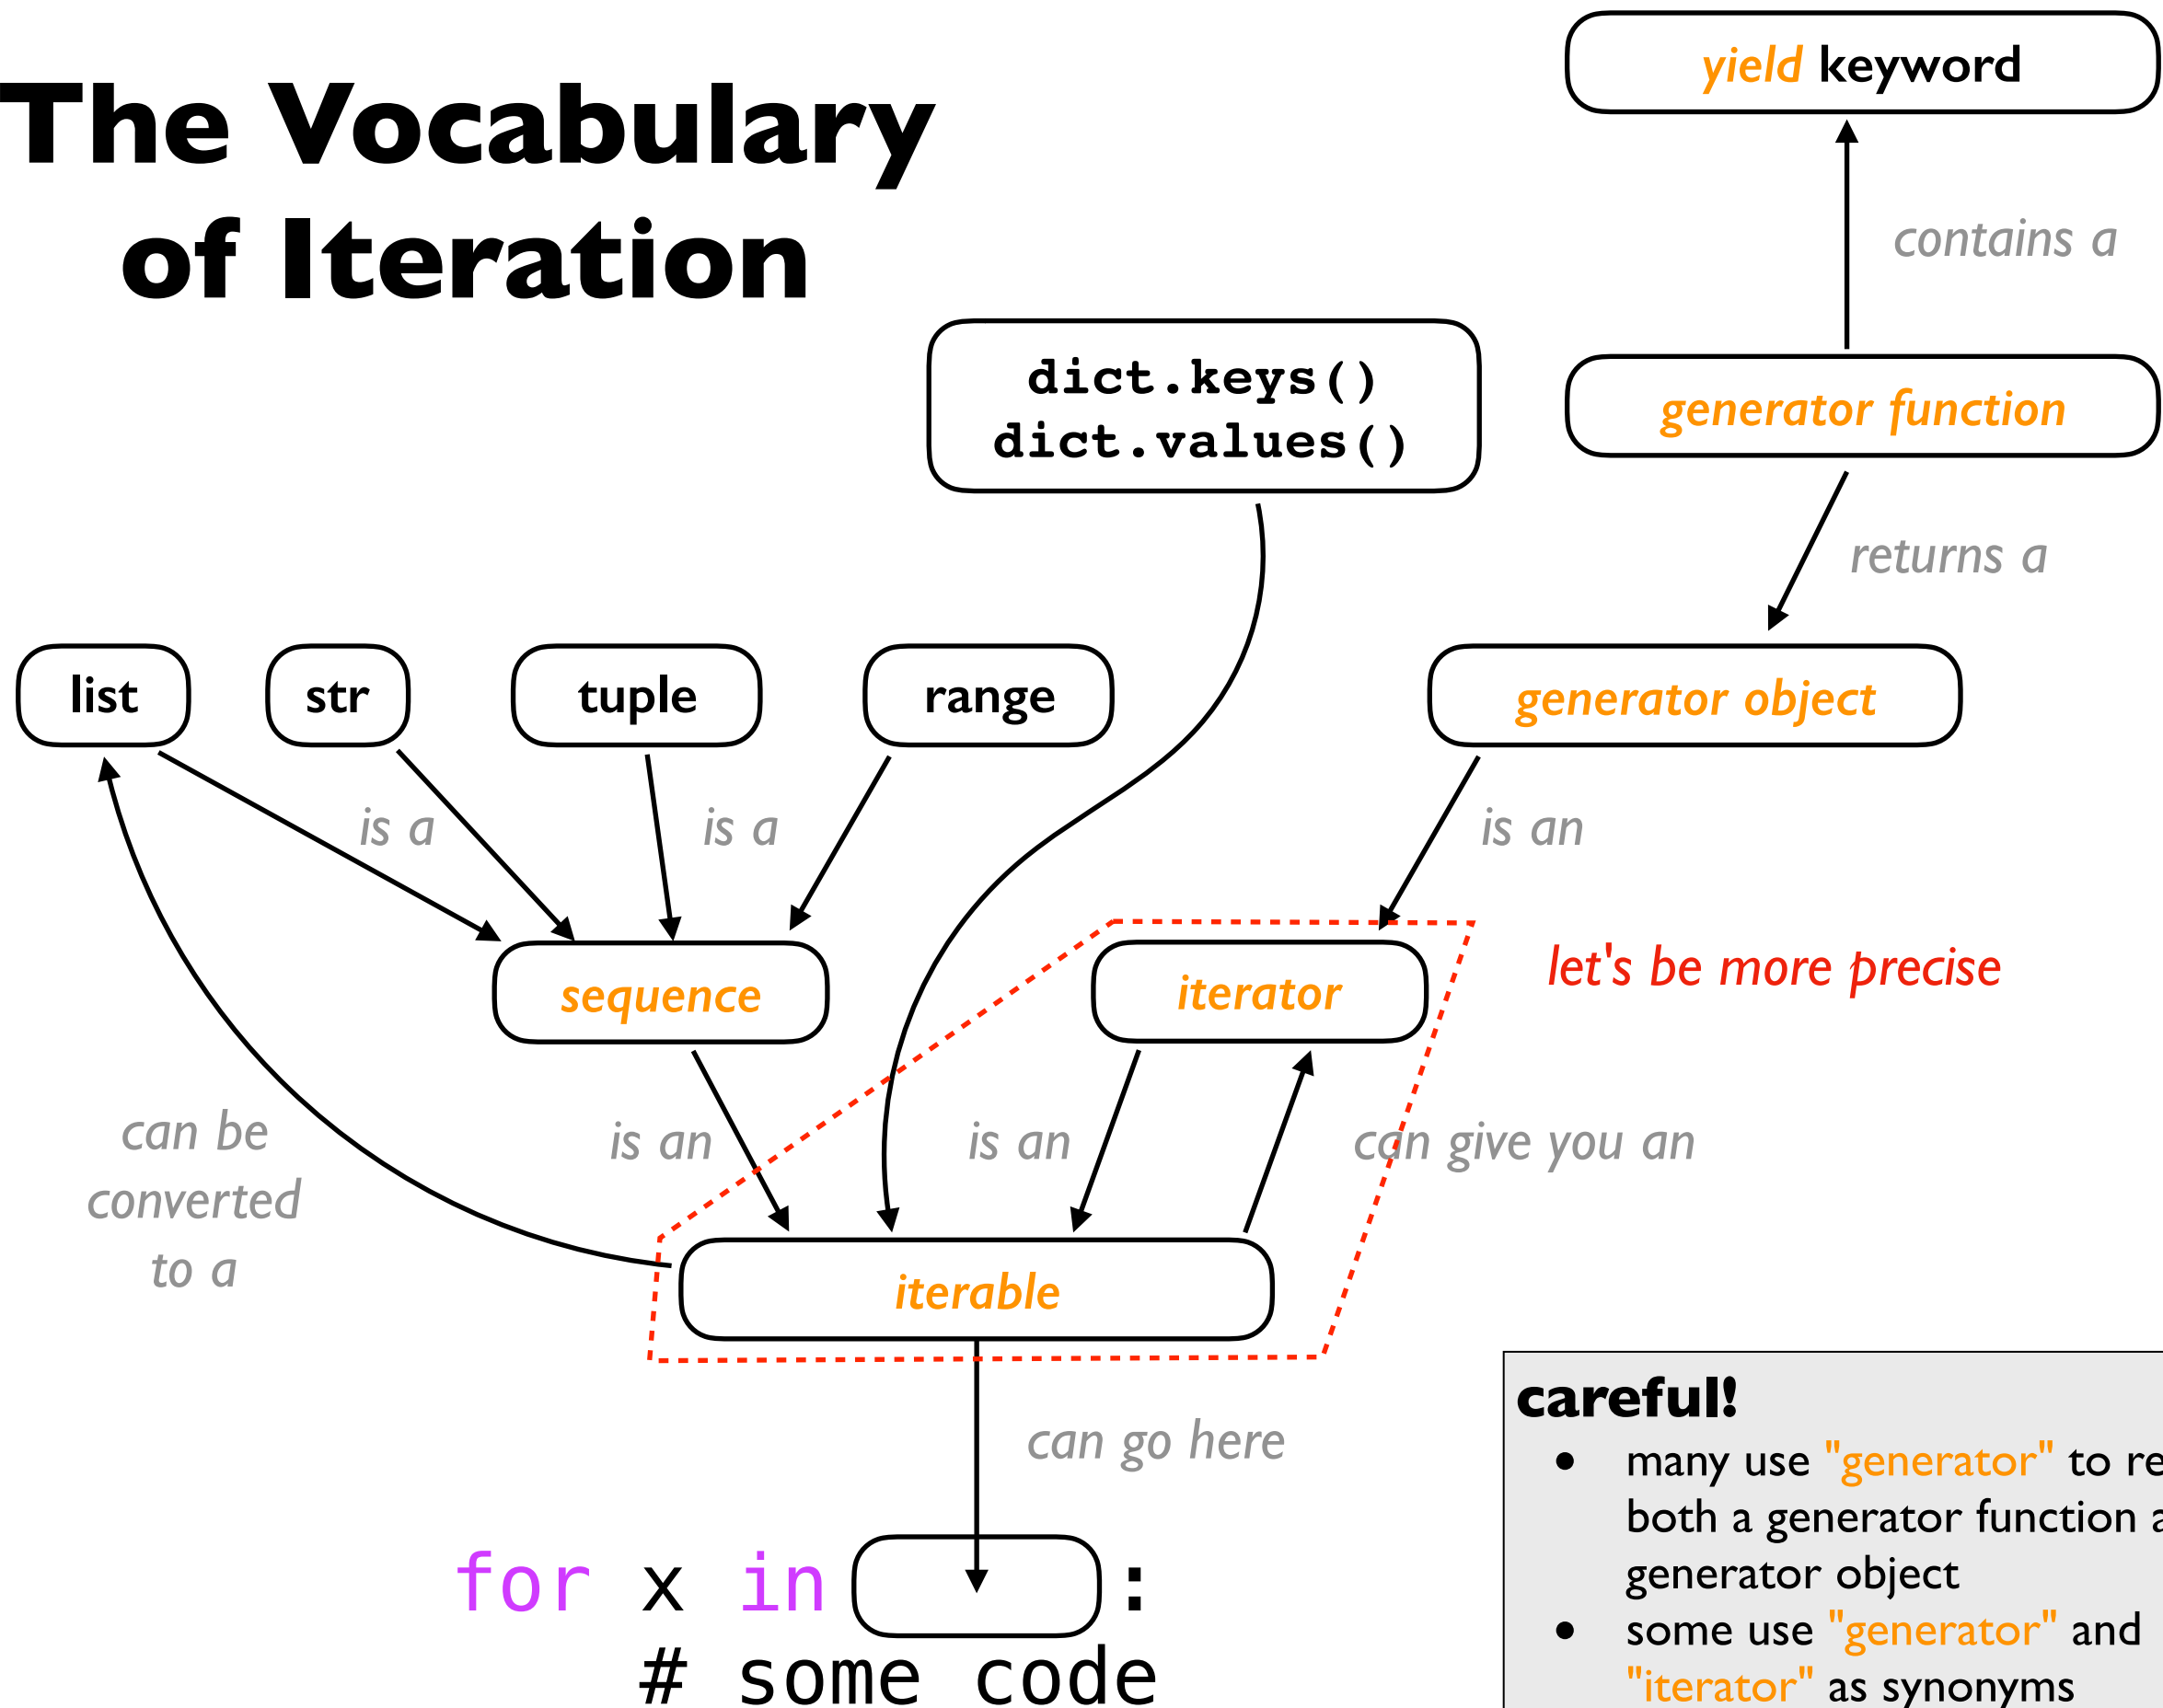 The Vocabulary
of Iteration
yield keyword
contains a
dict.keys()
dict.values()
generator function
returns a
list
str
tuple
range
generator object
is a
is a
is an
sequence
iterator
let's be more precise
can be
converted
to a
is an
is an
can give you an
iterable
can go here
careful!
• many use "generator" to re
both a generator function a
generator object
• some use "generator" and
"iterator" as synonyms
for x in :
# some code